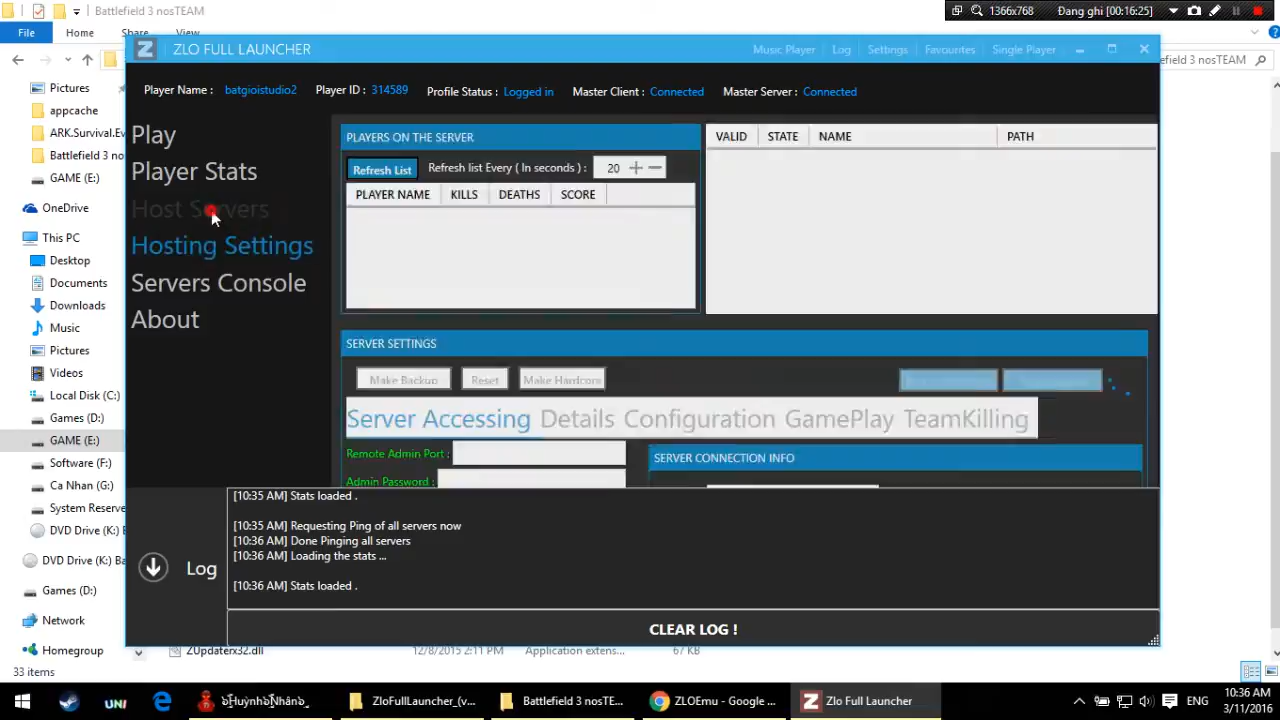 Battlefield 3 nosTEAM
1366x768 Đang ghi [00:16:25]
File Home Share View
ZLO FULL LAUNCHER
Music Player Log Settings Favourites Single Player
efield 3 nosTEAM
Player Name : batgioistudio2 Player ID : 314589 Profile Status : Logged in Master Client : Connected Master Server : Connected
Pictures
appcache
ARK.Survival.Ev
Battlefield 3 no
GAME (E:)
OneDrive
This PC
Desktop
Documents
Downloads
Music
Pictures
Videos
Local Disk (C:)
Games (D:)
GAME (E:)
Software (F:)
Ca Nhan (G:)
System Reserve
DVD Drive (K:) B
DVD Drive (K:) Ba
Games (D:)
Network
Homegroup
33 items
Play
Player Stats
Host Servers
Hosting Settings
Servers Console
About
PLAYERS ON THE SERVER
Refresh List Refresh list Every ( In seconds ) : 20
PLAYER NAME KILLS DEATHS SCORE
VALID STATE NAME PATH
SERVER SETTINGS
Make Backup Reset Make Hardcore
Server Accessing Details Configuration GamePlay TeamKilling
Remote Admin Port :
Admin Password :
SERVER CONNECTION INFO
Log
[10:35 AM] Stats loaded .
[10:35 AM] Requesting Ping of all servers now
[10:36 AM] Done Pinging all servers
[10:36 AM] Loading the stats ...
[10:36 AM] Stats loaded .
CLEAR LOG !
ZUpdaterx32.dll 12/8/2015 2:11 PM Application extens... 67 KB
UNI
ZloFullLauncher_(v... Battlefield 3 nosTE... ZLOEmu - Google ... Zlo Full Launcher
ENG
10:36 AM
3/11/2016